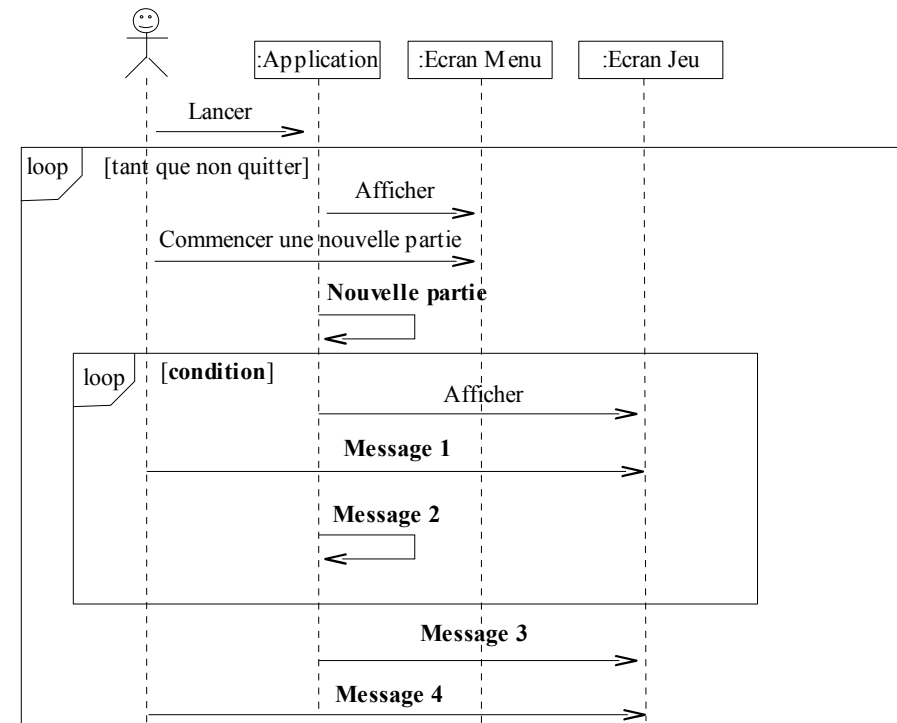 :Application
:Ecran Menu
:Ecran Jeu
Lancer
loop
[tant que non quitter]
Afficher
Commencer une nouvelle partie
Nouvelle partie
loop
[condition]
Afficher
Message 1
Message 2
Message 3
Message 4